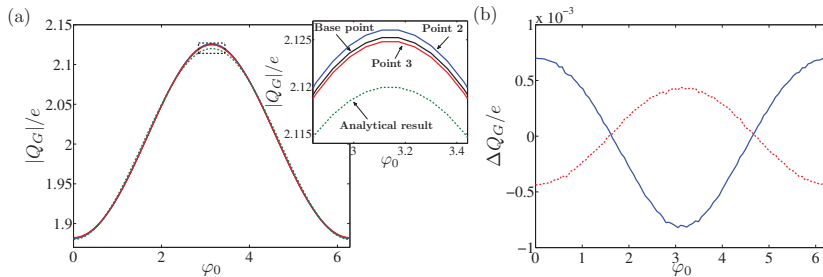 (a)
|Q_G|/e
2.15
2.1
2.05
2
1.95
1.9
0
2
4
6
φ_0
|Q_G|/e
2.125
2.12
2.115
3
3.2
3.4
φ_0
Base point
Point 2
Point 3
Analytical result
(b)
x 10^{-3}
ΔQ_G/e
1
0.5
0
−0.5
−1
0
1
2
3
4
5
6
φ_0